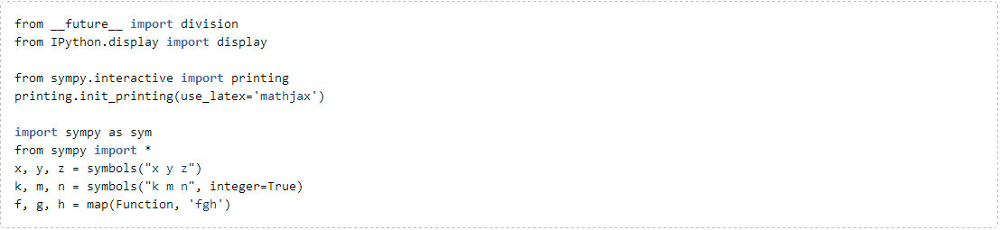 from __future__ import division
from IPython.display import display
from sympy.interactive import printing
printing.init_printing(use_latex='mathjax')
import sympy as sym
from sympy import *
x, y, z = symbols("x y z")
k, m, n = symbols("k m n", integer=True)
f, g, h = map(Function, 'fgh')